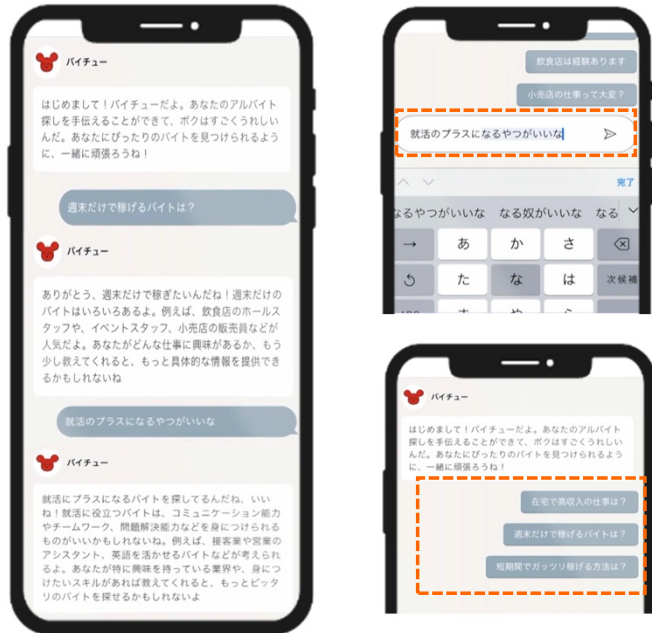 バイチュー
はじめまして！バイチューだよ。あなたのアルバイト
探しを手伝えることができて、ボクはすごくうれしい
んだ。あなたにぴったりのバイトを見つけられるよう
に、一緒に頑張ろうね！
週末だけで稼げるバイトは？
バイチュー
ありがとう、週末だけで稼ぎたいんだね！週末だけの
バイトはいろいろあるよ。例えば、飲食店のホールス
タッフや、イベントスタッフ、小売店の販売員などが
人気だよ。あなたがどんな仕事に興味があるか、もう
少し教えてくれると、もっと具体的な情報を提供でき
るかもしれないね
就活のプラスになるやつがいいな
バイチュー
就活にプラスになるバイトを探してるんだね、いい
ね！就活に役立つバイトは、コミュニケーション能力
やチームワーク、問題解決能力などを身につけられる
ものがいいかもしれないね。例えば、接客業や営業の
アシスタント、英語を活かせるバイトなどが考えられ
るよ。あなたが特に興味を持っている業界や、身につ
けたいスキルがあれば教えてくれると、もっとピッタ
リのバイトを探せるかもしれないよ
飲食店は経験あります
小売店の仕事って大変？
就活のプラスになるやつがいいな
完了
なるやつがいいな なる奴がいいな なる
→ あ か さ
た な は 次候補
バイチュー
はじめまして！バイチューだよ。あなたのアルバイト
探しを手伝えることができて、ボクはすごくうれしい
んだ。あなたにぴったりのバイトを見つけられるよう
に、一緒に頑張ろうね！
在宅で高収入の仕事は？
週末だけで稼げるバイトは？
短期間でガッツリ稼げる方法は？